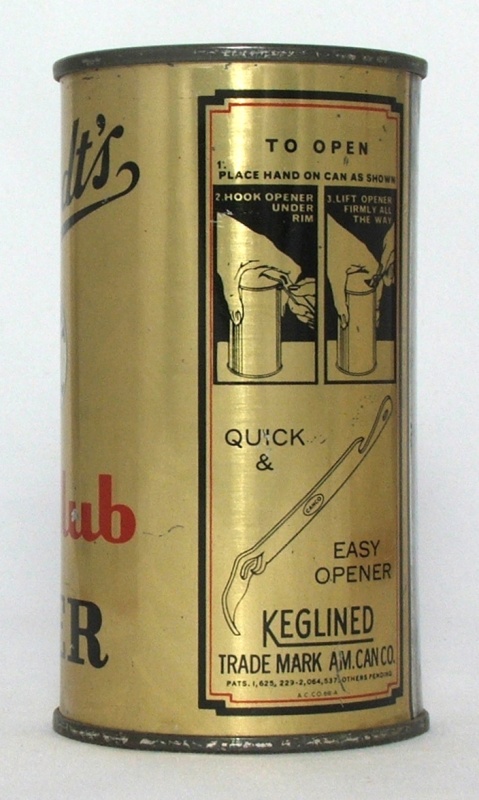 dt's
lub
ER
TO OPEN
1.
PLACE HAND ON CAN AS SHOWN
2. HOOK OPENER
UNDER
RIM
3. LIFT OPENER
FIRMLY ALL
THE WAY
QUICK
&
CANCO
EASY
OPENER
KEGLINED
TRADE MARK AM. CAN CO.
PATS. 1,625,229-2,064,537. OTHERS PENDING